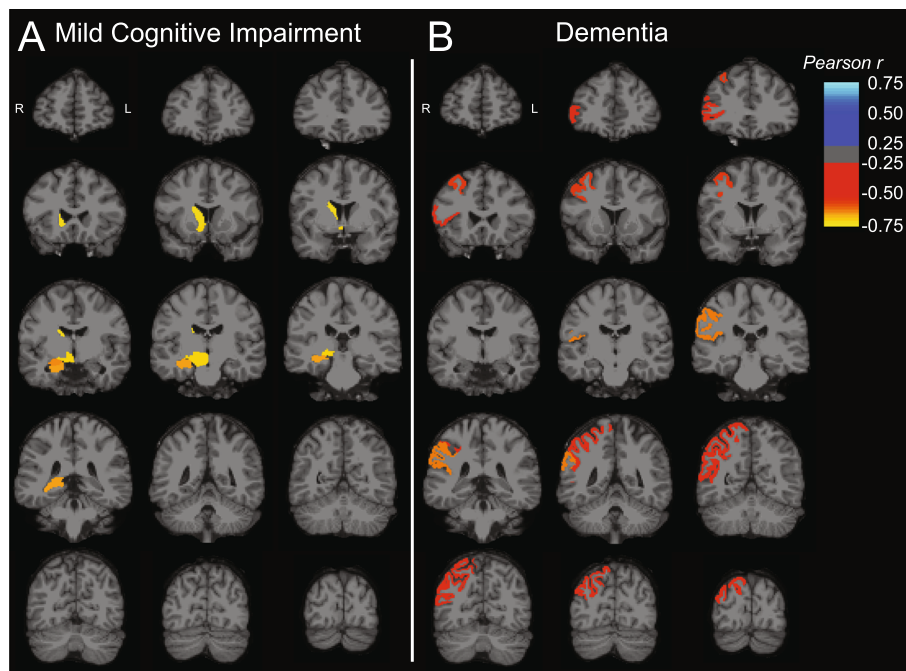 A Mild Cognitive Impairment
B Dementia
Pearson r
R L
R L
0.75
0.50
0.25
-0.25
-0.50
-0.75